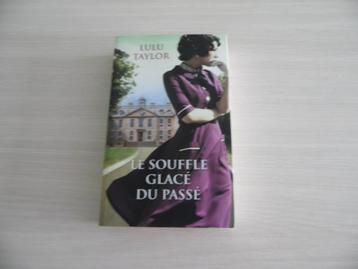 LULU
TAYLOR
LE SOUFFLE
GLACÉ
DU PASSÉ